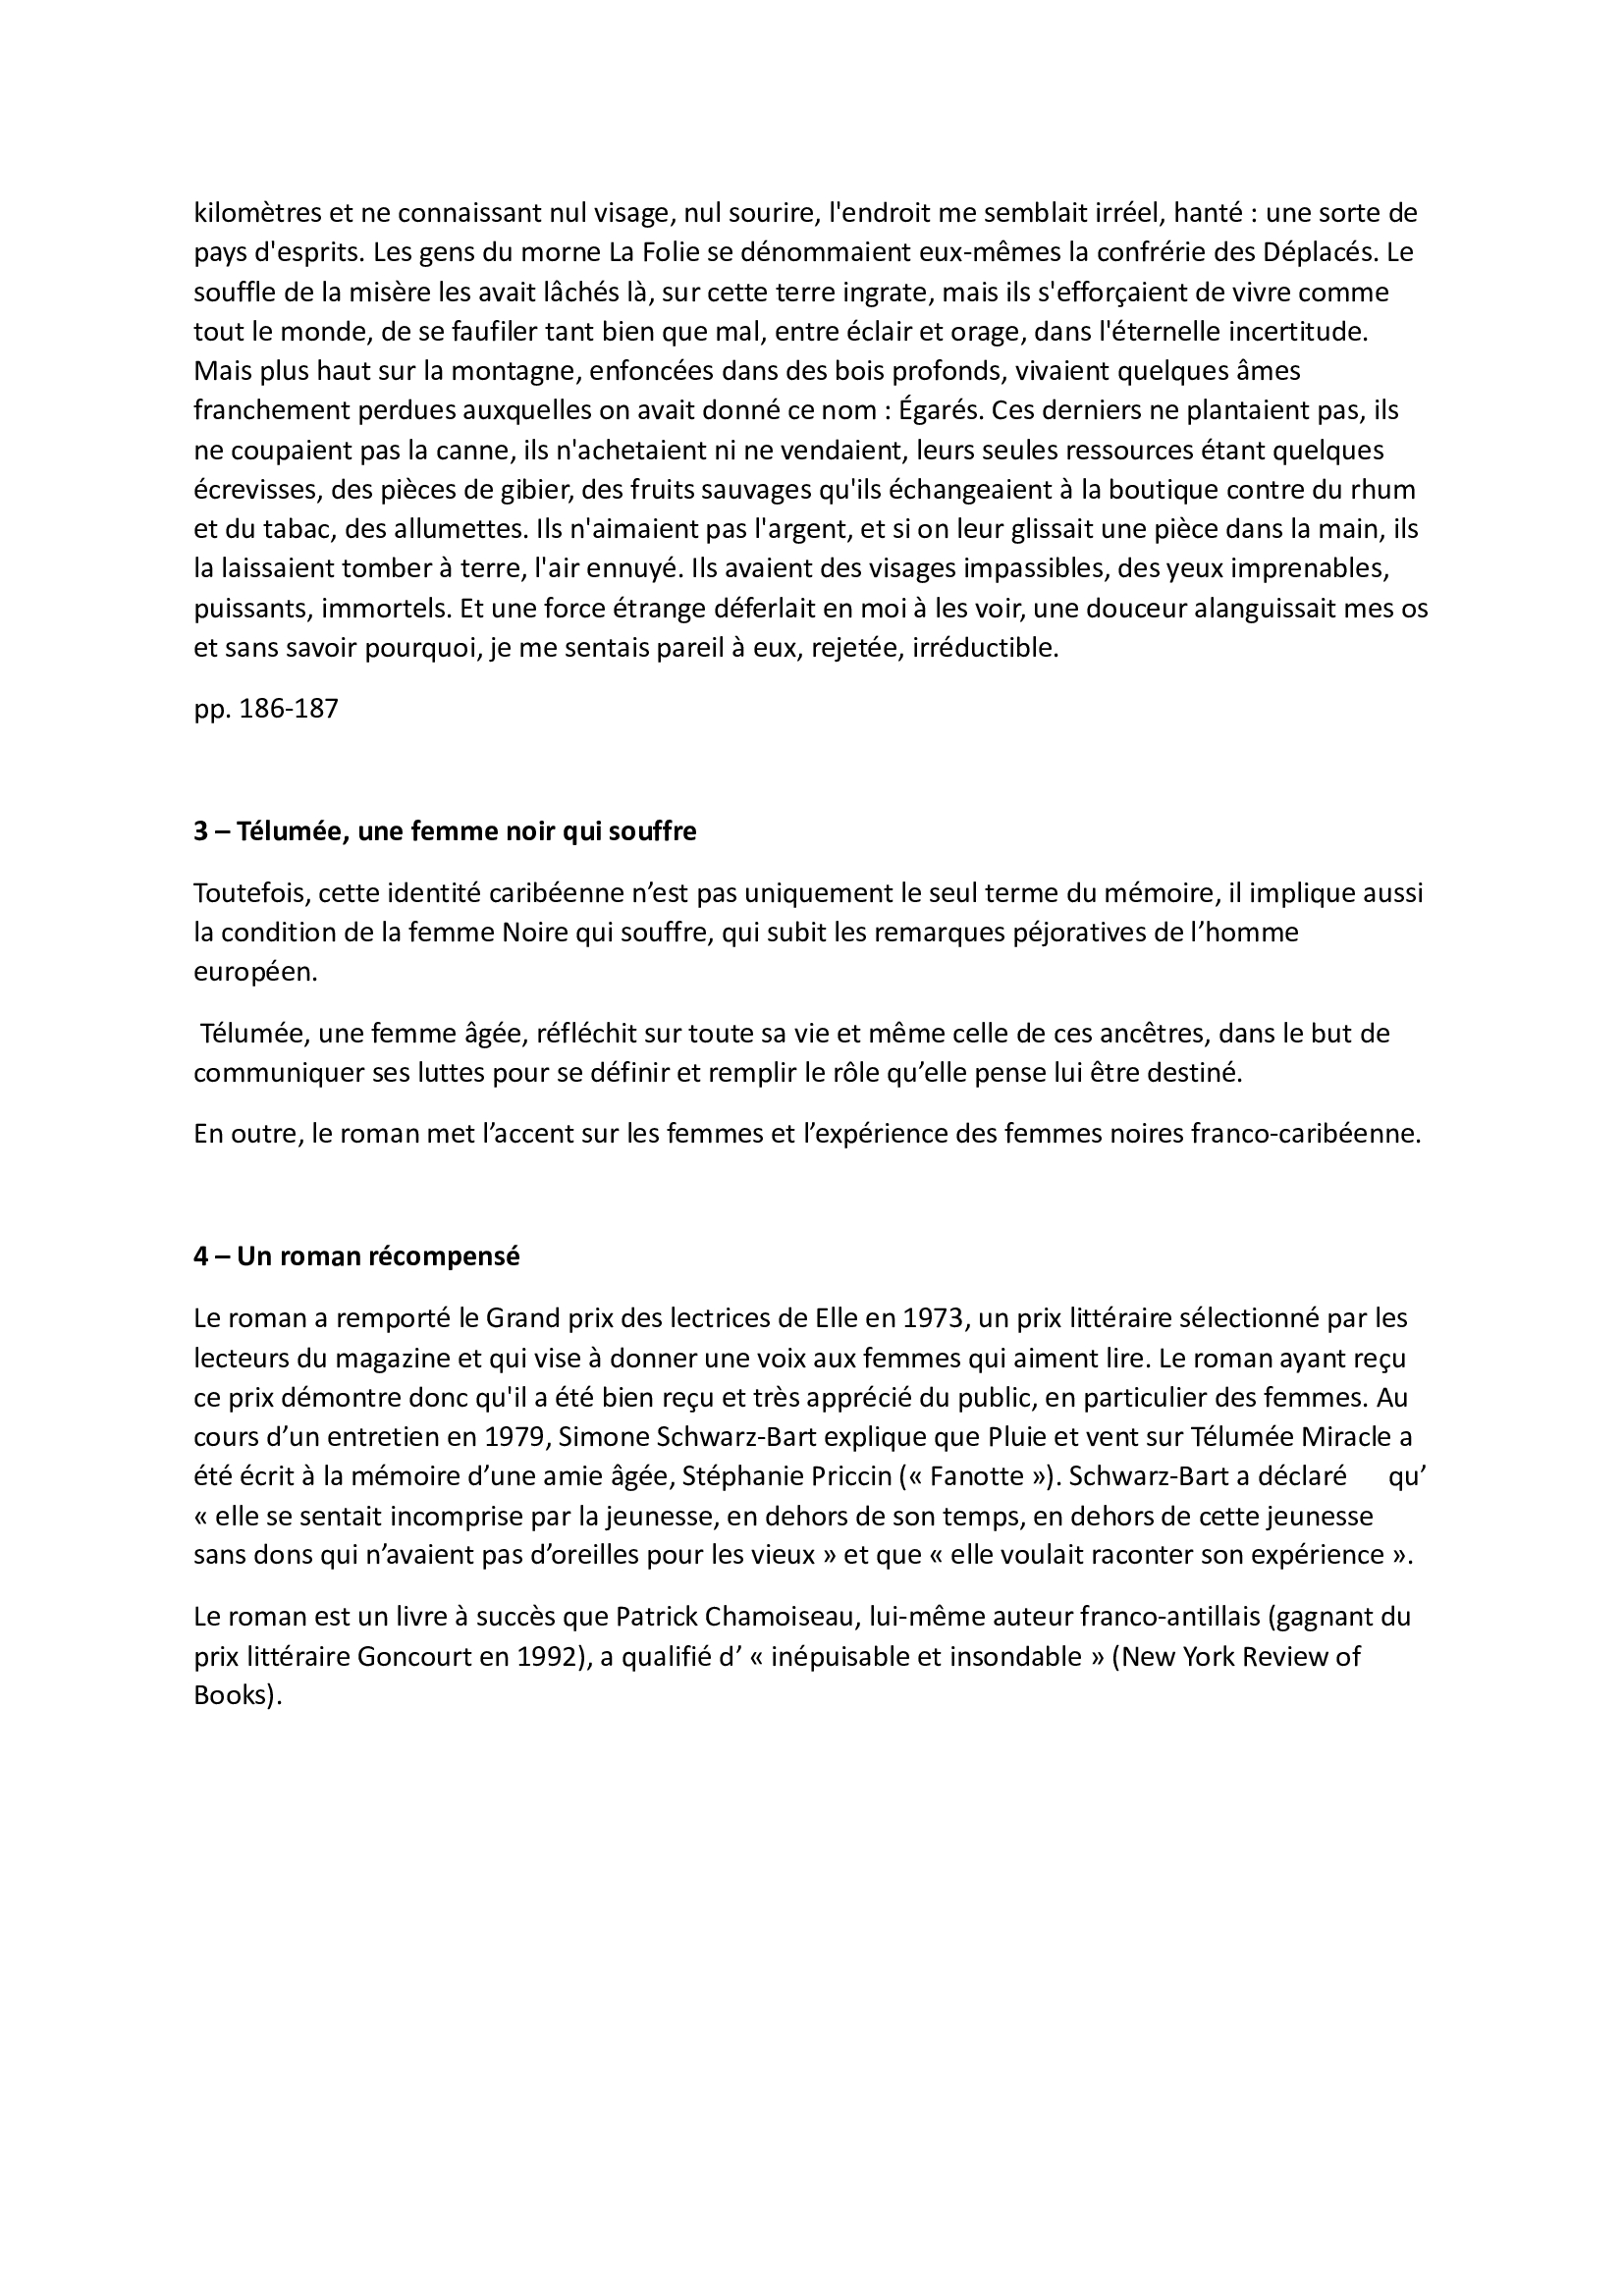 kilomètres et ne connaissant nul visage, nul sourire, l'endroit me semblait irréel, hanté : une sorte de
pays d'esprits. Les gens du morne La Folie se dénommaient eux-mêmes la confrérie des Déplacés. Le
souffle de la misère les avait lâchés là, sur cette terre ingrate, mais ils s'efforçaient de vivre comme
tout le monde, de se faufiler tant bien que mal, entre éclair et orage, dans l'éternelle incertitude.
Mais plus haut sur la montagne, enfoncées dans des bois profonds, vivaient quelques âmes
franchement perdues auxquelles on avait donné ce nom : Égarés. Ces derniers ne plantaient pas, ils
ne coupaient pas la canne, ils n'achetaient ni ne vendaient, leurs seules ressources étant quelques
écrevisses, des pièces de gibier, des fruits sauvages qu'ils échangeaient à la boutique contre du rhum
et du tabac, des allumettes. Ils n'aimaient pas l'argent, et si on leur glissait une pièce dans la main, ils
la laissaient tomber à terre, l'air ennuyé. Ils avaient des visages impassibles, des yeux imprenables,
puissants, immortels. Et une force étrange déferlait en moi à les voir, une douceur alanguissait mes os
et sans savoir pourquoi, je me sentais pareil à eux, rejetée, irréductible.
pp. 186-187
3 – Télumée, une femme noir qui souffre
Toutefois, cette identité caribéenne n’est pas uniquement le seul terme du mémoire, il implique aussi
la condition de la femme Noire qui souffre, qui subit les remarques péjoratives de l’homme
européen.
Télumée, une femme âgée, réfléchit sur toute sa vie et même celle de ces ancêtres, dans le but de
communiquer ses luttes pour se définir et remplir le rôle qu’elle pense lui être destiné.
En outre, le roman met l’accent sur les femmes et l’expérience des femmes noires franco-caribéenne.
4 – Un roman récompensé
Le roman a remporté le Grand prix des lectrices de Elle en 1973, un prix littéraire sélectionné par les
lecteurs du magazine et qui vise à donner une voix aux femmes qui aiment lire. Le roman ayant reçu
ce prix démontre donc qu'il a été bien reçu et très apprécié du public, en particulier des femmes. Au
cours d’un entretien en 1979, Simone Schwarz-Bart explique que Pluie et vent sur Télumée Miracle a
été écrit à la mémoire d’une amie âgée, Stéphanie Priccin (« Fanotte »). Schwarz-Bart a déclaré qu’
« elle se sentait incomprise par la jeunesse, en dehors de son temps, en dehors de cette jeunesse
sans dons qui n’avaient pas d’oreilles pour les vieux » et que « elle voulait raconter son expérience ».
Le roman est un livre à succès que Patrick Chamoiseau, lui-même auteur franco-antillais (gagnant du
prix littéraire Goncourt en 1992), a qualifié d’ « inépuisable et insondable » (New York Review of
Books).